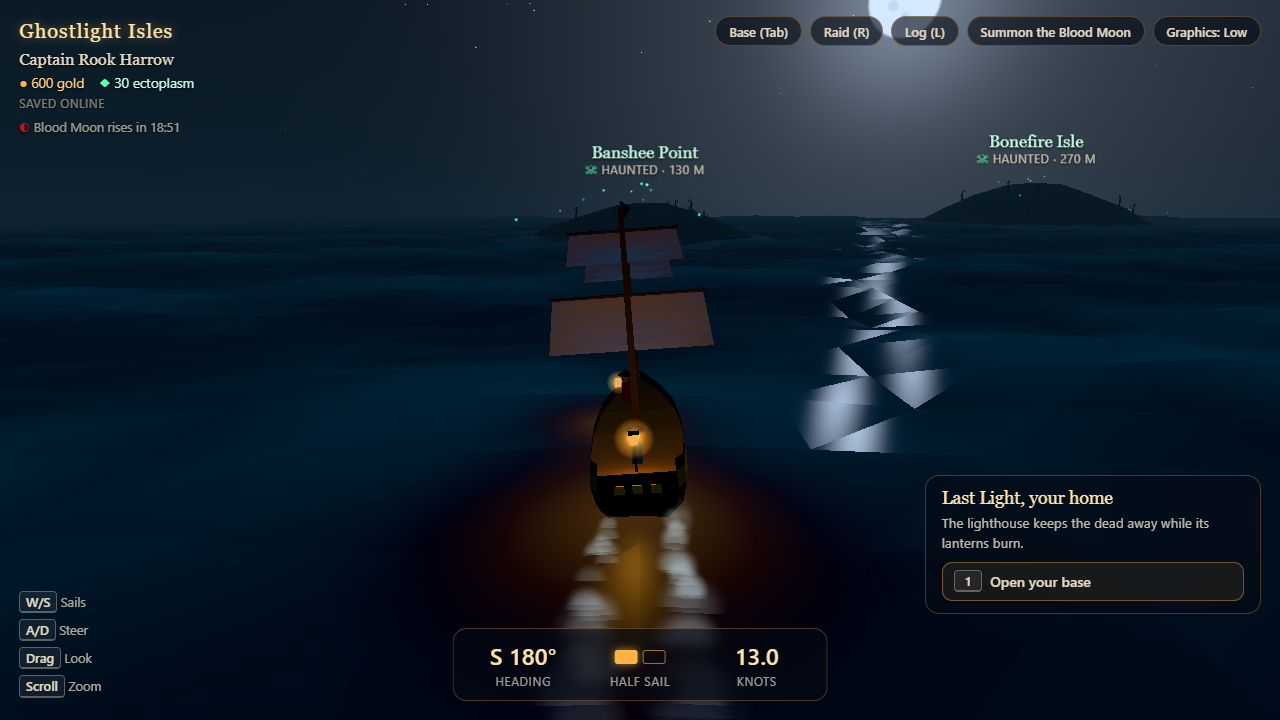 Ghostlight Isles
Captain Rook Harrow
600 gold 30 ectoplasm
SAVED ONLINE
Blood Moon rises in 18:51
Base (Tab) Raid (R) Log (L) Summon the Blood Moon Graphics: Low
Banshee Point
HAUNTED · 130 M
Bonefire Isle
HAUNTED · 270 M
Last Light, your home
The lighthouse keeps the dead away while its
lanterns burn.
1 Open your base
W/S Sails
A/D Steer
Drag Look
Scroll Zoom
S 180° 13.0
HEADING HALF SAIL KNOTS